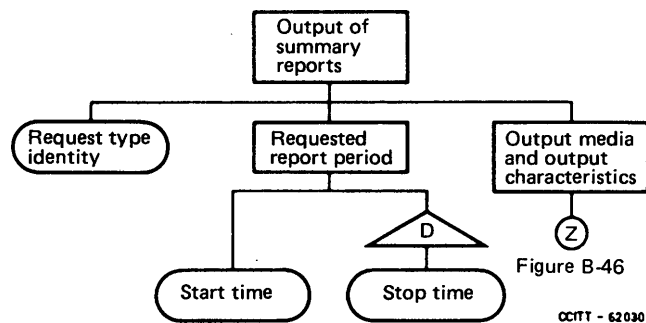 Output of
summary
reports
Request type
identity
Requested
report period
Output media
and output
characteristics
D
Z
Figure B-46
Start time
Stop time
CCITT - 62030